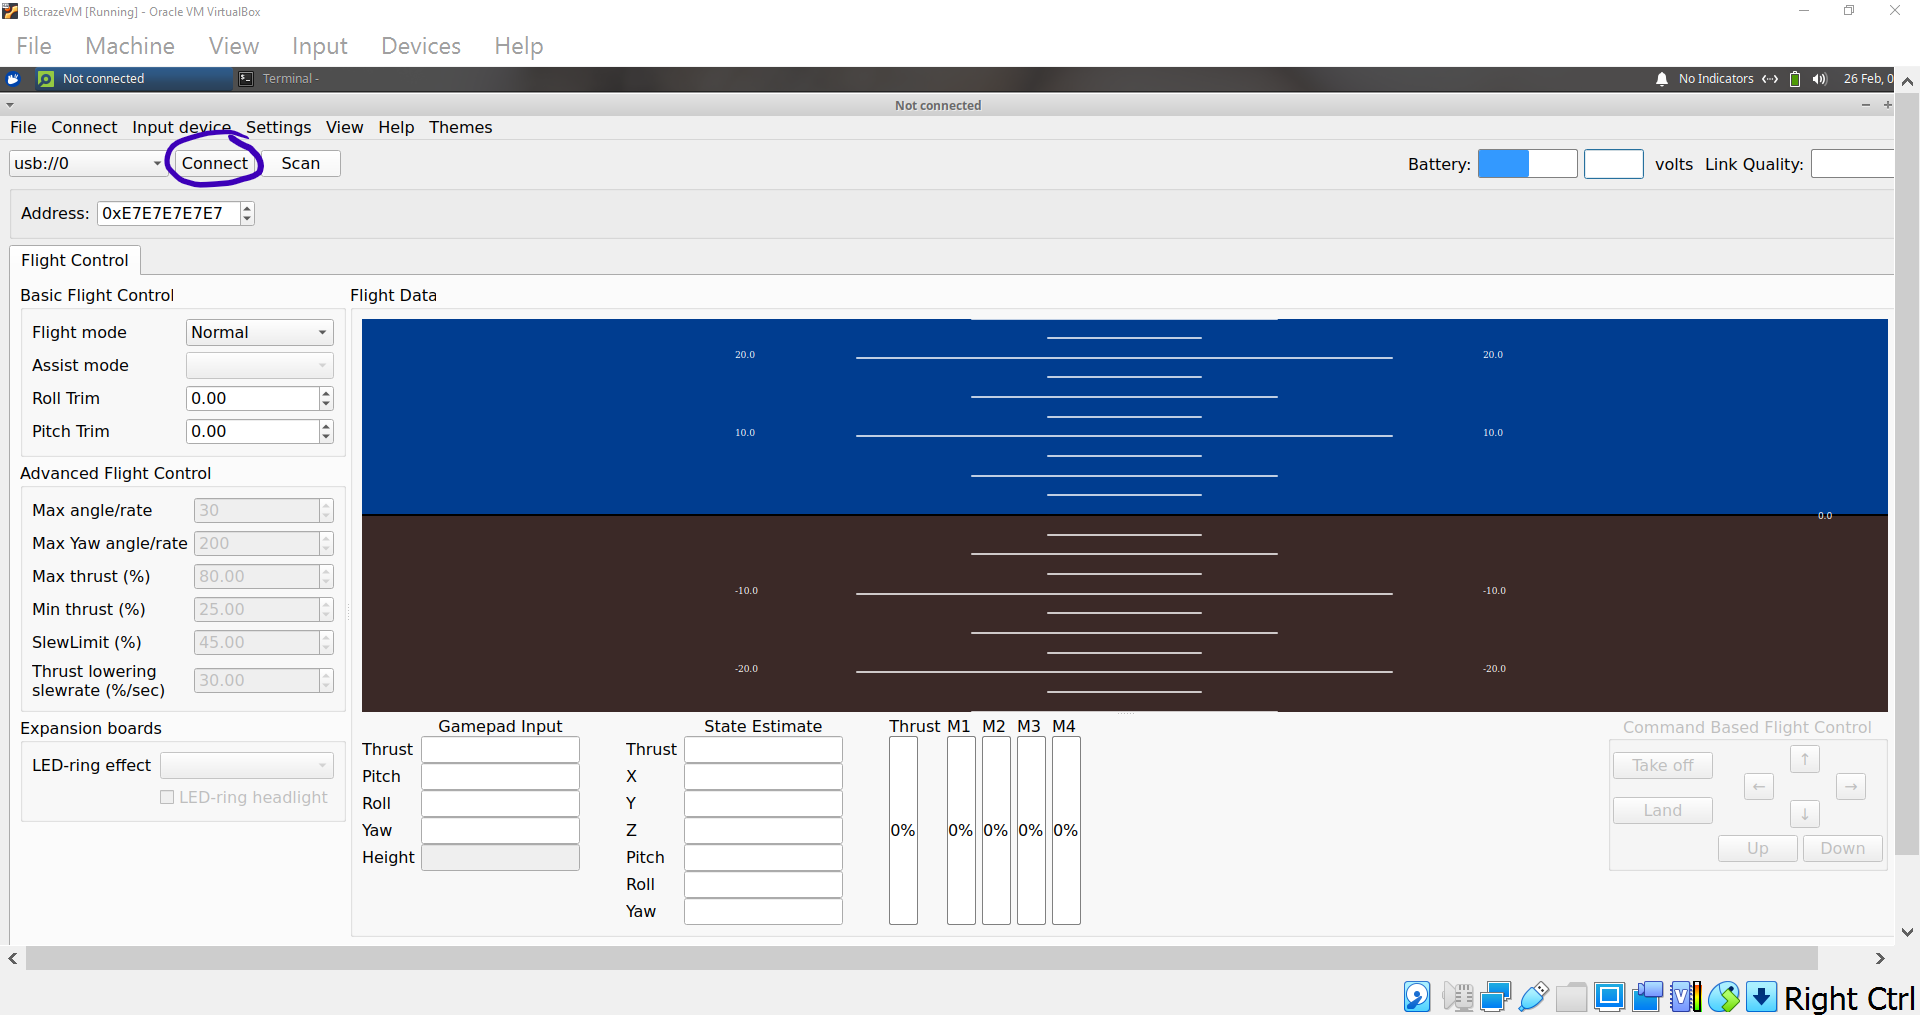 BitcrazeVM [Running] - Oracle VM VirtualBox
File Machine View Input Devices Help
Not connected Terminal - No Indicators 26 Feb, 0
Not connected
File Connect Input device Settings View Help Themes
usb://0 Connect Scan Battery: volts Link Quality:
Address: 0xE7E7E7E7E7
Flight Control
Basic Flight Control
Flight mode Normal
Assist mode
Roll Trim 0.00
Pitch Trim 0.00
Advanced Flight Control
Max angle/rate 30
Max Yaw angle/rate 200
Max thrust (%) 80.00
Min thrust (%) 25.00
SlewLimit (%) 45.00
Thrust lowering
slewrate (%/sec) 30.00
Expansion boards
LED-ring effect
LED-ring headlight
Flight Data
20.0 20.0
10.0 10.0
0.0
-10.0 -10.0
-20.0 -20.0
Gamepad Input
Thrust
Pitch
Roll
Yaw
Height
State Estimate
Thrust
X
Y
Z
Pitch
Roll
Yaw
Thrust M1 M2 M3 M4
0% 0% 0% 0% 0%
Command Based Flight Control
Take off ↑
← →
Land ↓
Up Down
Right Ctrl